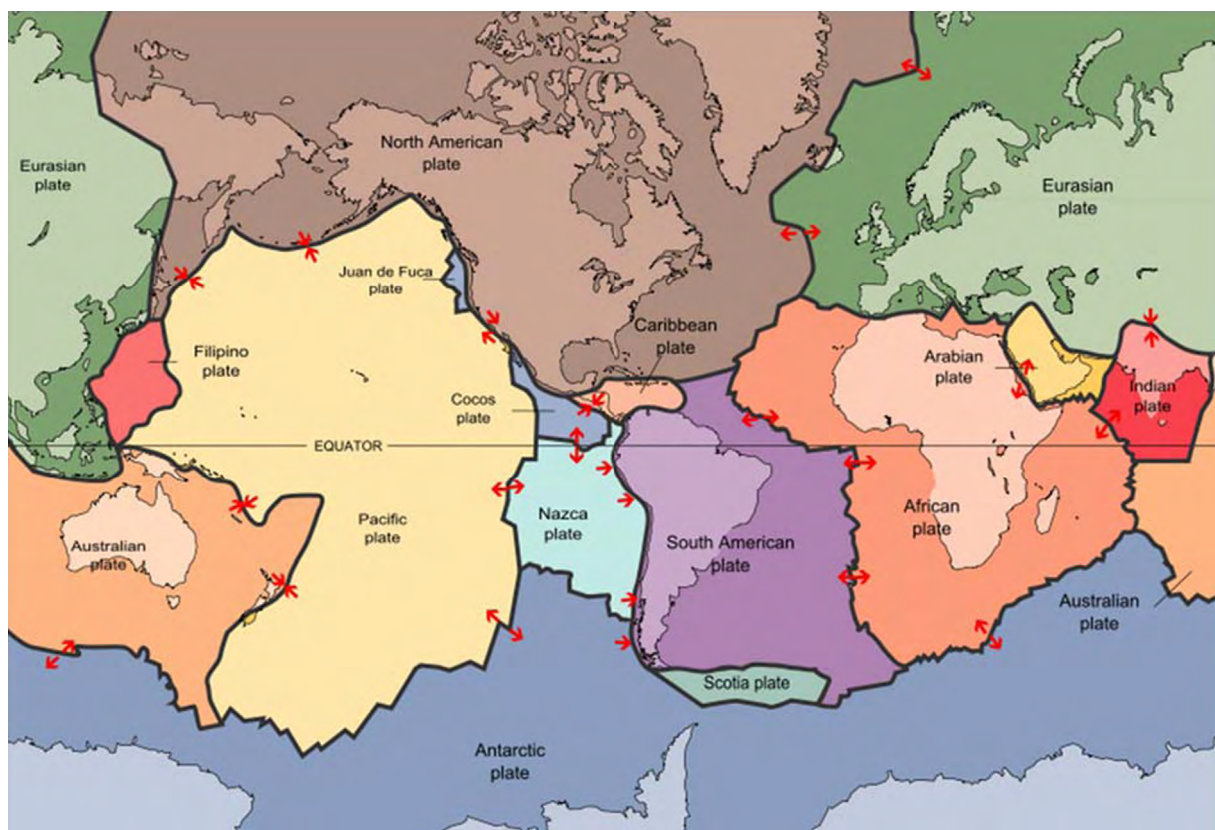 North American
plate
Eurasian
plate
Eurasian
plate
Juan de Fuca
plate
Caribbean
plate
Filipino
plate
Arabian
plate
Indian
plate
Cocos
plate
EQUATOR
Nazca
plate
Pacific
plate
African
plate
South American
plate
Australian
plate
Australian
plate
Scotia plate
Antarctic
plate